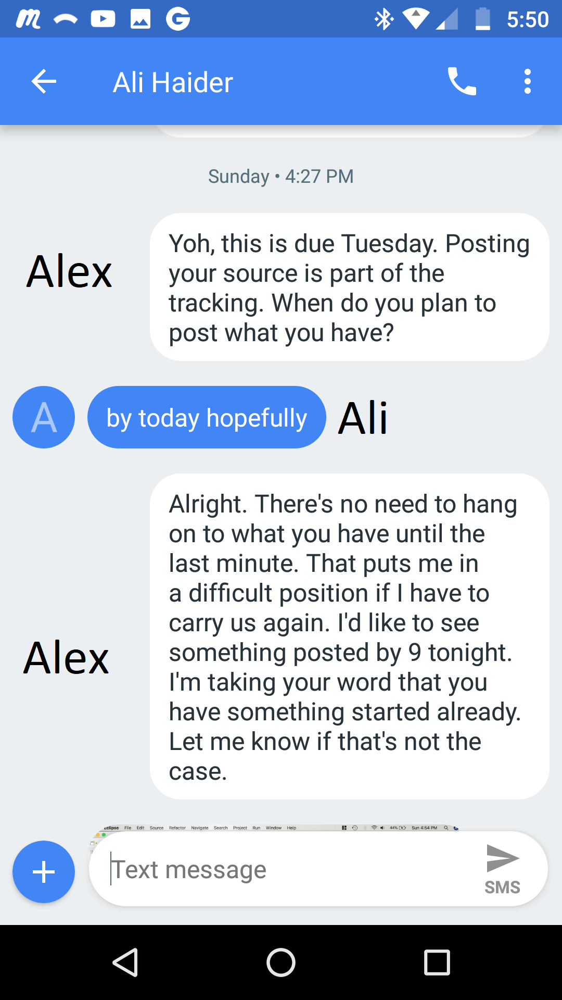 5:50
Ali Haider
Sunday • 4:27 PM
Alex
Yoh, this is due Tuesday. Posting
your source is part of the
tracking. When do you plan to
post what you have?
A
by today hopefully
Ali
Alex
Alright. There's no need to hang
on to what you have until the
last minute. That puts me in
a difficult position if I have to
carry us again. I'd like to see
something posted by 9 tonight.
I'm taking your word that you
have something started already.
Let me know if that's not the
case.
clipse File Edit Source Refactor Navigate Search Project Run Window Help 44% Sun 4:54 PM
Text message
SMS